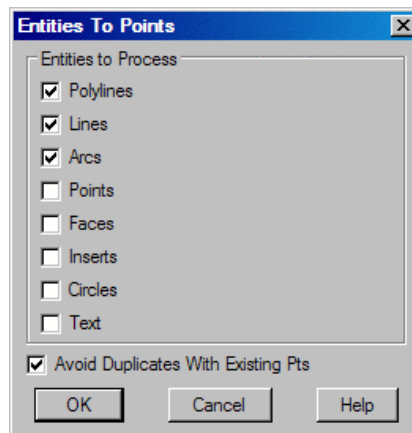 Entities To Points
Entities to Process
Polylines
Lines
Arcs
Points
Faces
Inserts
Circles
Text
Avoid Duplicates With Existing Pts
OK Cancel Help